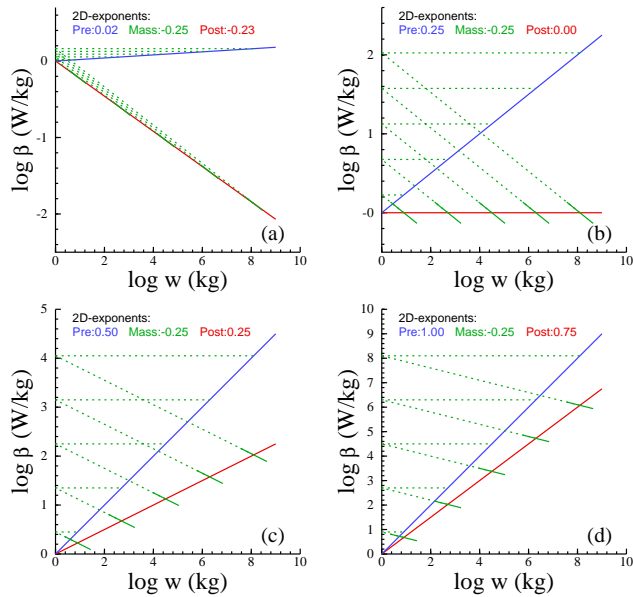 2D-exponents:
Pre:0.02 Mass:-0.25 Post:-0.23
0
-1
-2
0 2 4 6 8 10
log β (W/kg)
log w (kg)
(a)
2D-exponents:
Pre:0.25 Mass:-0.25 Post:0.00
2
1
-0
0 2 4 6 8 10
log β (W/kg)
log w (kg)
(b)
2D-exponents:
Pre:0.50 Mass:-0.25 Post:0.25
5
4
3
2
1
0
0 2 4 6 8 10
log β (W/kg)
log w (kg)
(c)
2D-exponents:
Pre:1.00 Mass:-0.25 Post:0.75
10
9
8
7
6
5
4
3
2
1
0
0 2 4 6 8 10
log β (W/kg)
log w (kg)
(d)